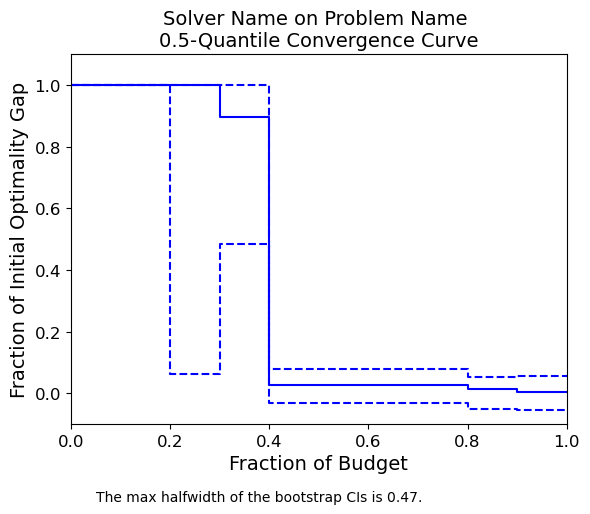 Solver Name on Problem Name
0.5-Quantile Convergence Curve
Fraction of Initial Optimality Gap
1.0
0.8
0.6
0.4
0.2
0.0
0.0 0.2 0.4 0.6 0.8 1.0
Fraction of Budget
The max halfwidth of the bootstrap CIs is 0.47.